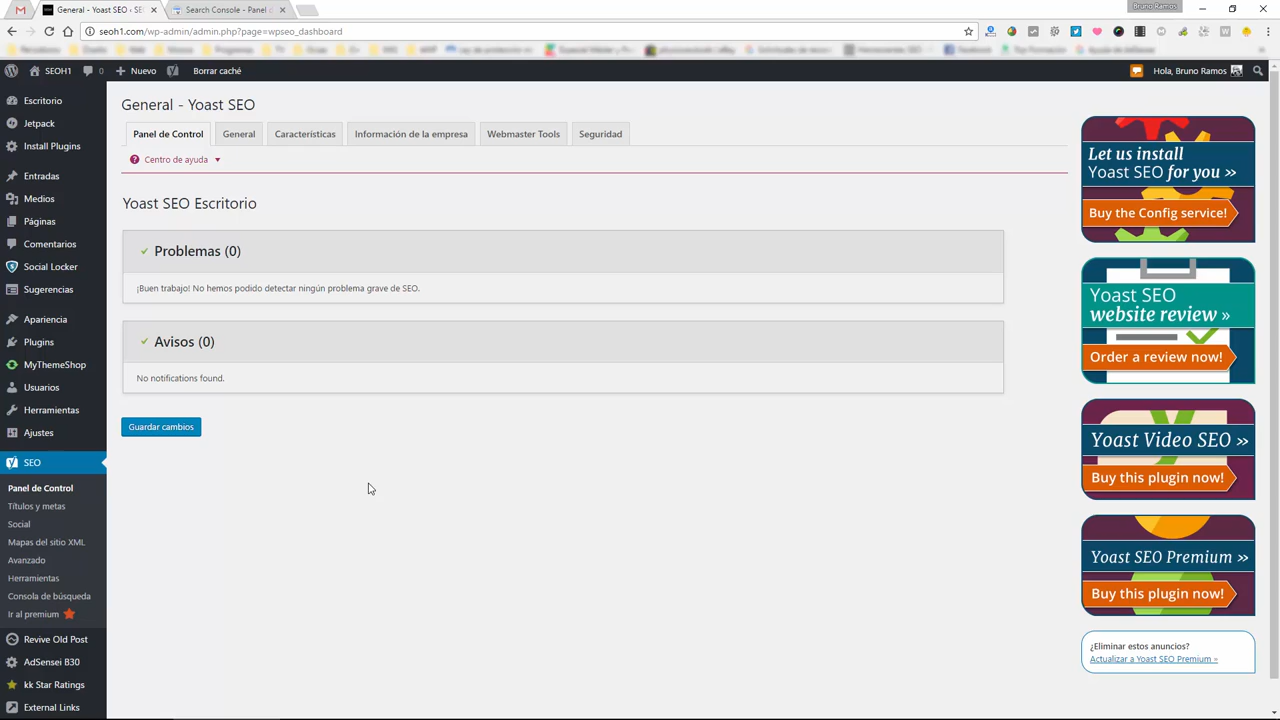 Bruno Ramos
General - Yoast SEO ‹ SE
Search Console - Panel d
seoh1.com/wp-admin/admin.php?page=wpseo_dashboard
SEOH1
0
Nuevo
Borrar caché
Hola, Bruno Ramos
Escritorio
Jetpack
Install Plugins
Entradas
Medios
Páginas
Comentarios
Social Locker
Sugerencias
Apariencia
Plugins
MyThemeShop
Usuarios
Herramientas
Ajustes
SEO
Panel de Control
Títulos y metas
Social
Mapas del sitio XML
Avanzado
Herramientas
Consola de búsqueda
Ir al premium
Revive Old Post
AdSensei B30
kk Star Ratings
External Links
General - Yoast SEO
Panel de Control
General
Características
Información de la empresa
Webmaster Tools
Seguridad
Centro de ayuda
Yoast SEO Escritorio
Problemas (0)
¡Buen trabajo! No hemos podido detectar ningún problema grave de SEO.
Avisos (0)
No notifications found.
Guardar cambios
Let us install
Yoast SEO for you »
Buy the Config service!
Yoast SEO
website review »
Order a review now!
Yoast Video SEO »
Buy this plugin now!
Yoast SEO Premium »
Buy this plugin now!
¿Eliminar estos anuncios?
Actualizar a Yoast SEO Premium »